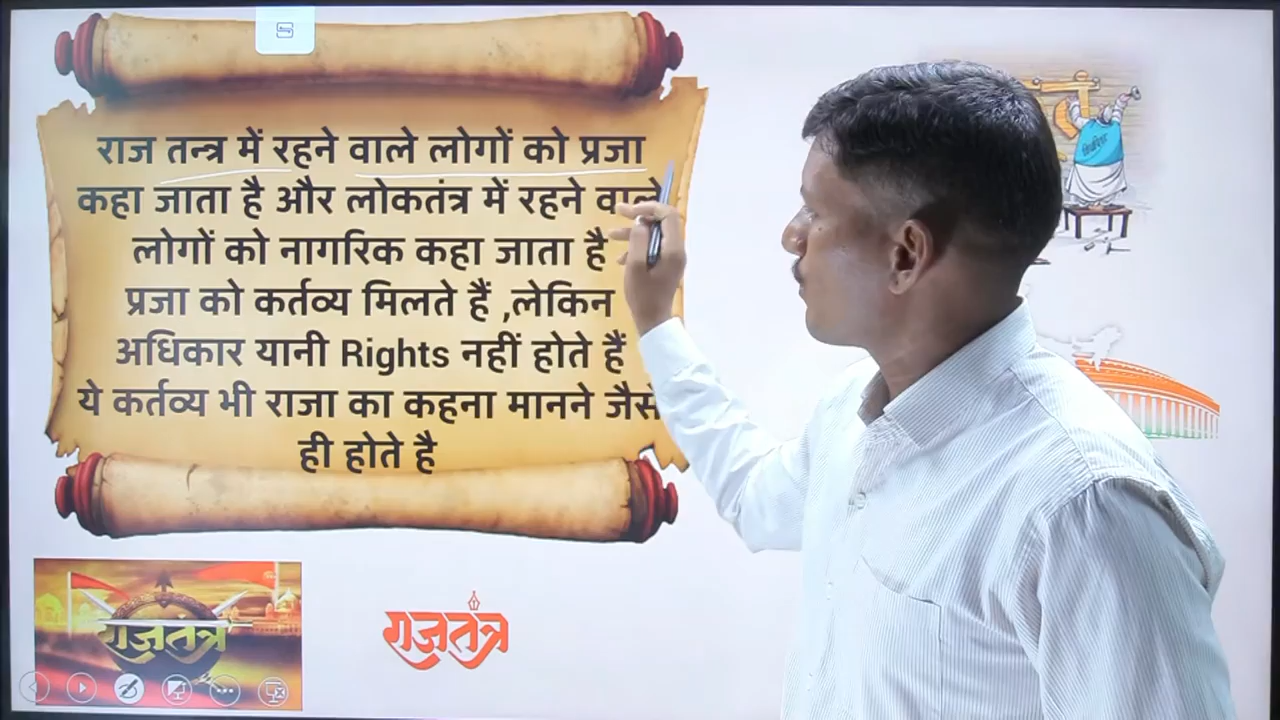 राज तन्त्र में रहने वाले लोगों को प्रजा
कहा जाता है और लोकतंत्र में रहने वाले
लोगों को नागरिक कहा जाता है
प्रजा को कर्तव्य मिलते हैं ,लेकिन
अधिकार यानी Rights नहीं होते हैं
ये कर्तव्य भी राजा का कहना मानने जैसे
ही होते है
राजतंत्र
राजतंत्र